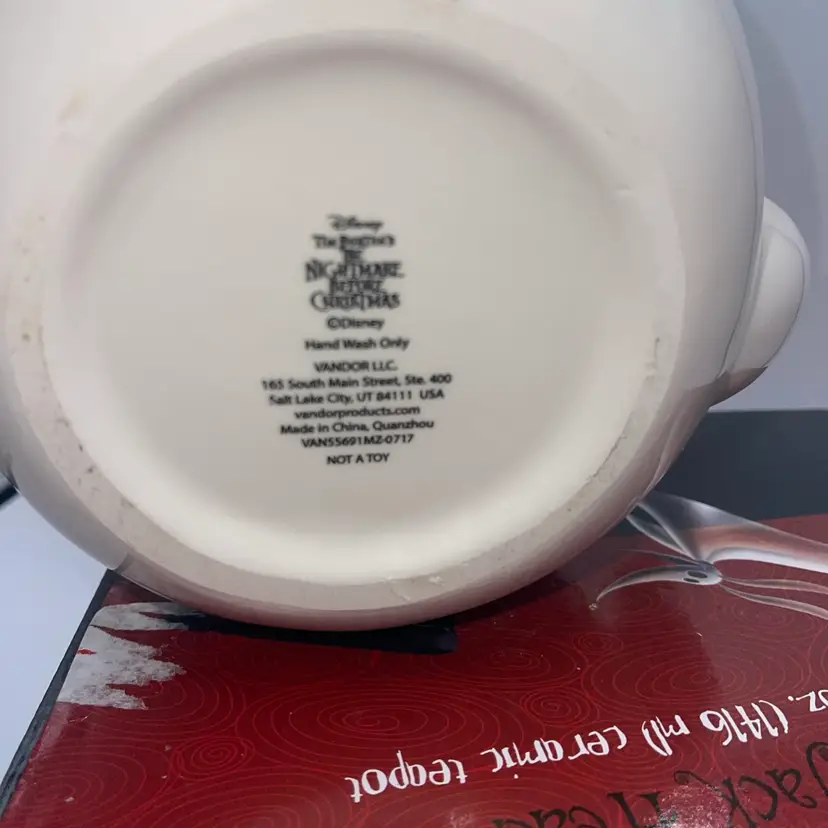 Disney
Tim Burton's
THE
NIGHTMARE
BEFORE
CHRISTMAS
©Disney
Hand Wash Only
VANDOR LLC.
165 South Main Street, Ste. 400
Salt Lake City, UT 84111 USA
vandorproducts.com
Made in China, Quanzhou
VAN55691MZ-0717
NOT A TOY
Jack Head
oz. (1416 ml) ceramic teapot